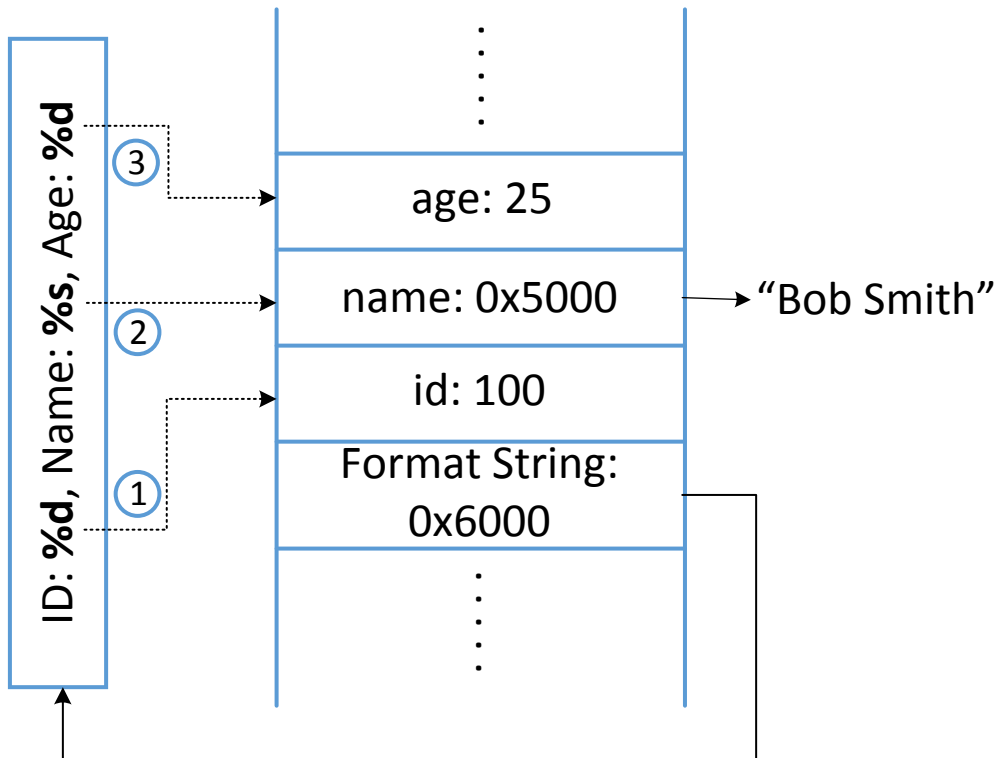 ID: %d, Name: %s, Age: %d
3
2
1
age: 25
name: 0x5000
“Bob Smith”
id: 100
Format String:
0x6000